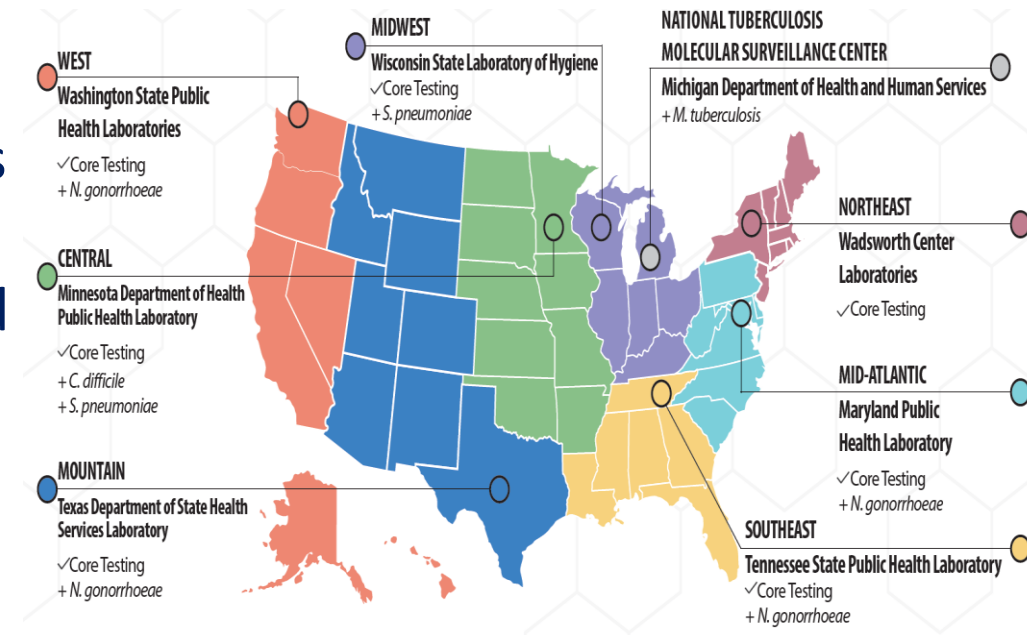 WEST
Washington State Public
Health Laboratories
✓Core Testing
+ N. gonorrhoeae
MIDWEST
Wisconsin State Laboratory of Hygiene
✓Core Testing
+ S. pneumoniae
NATIONAL TUBERCULOSIS
MOLECULAR SURVEILLANCE CENTER
Michigan Department of Health and Human Services
+ M. tuberculosis
NORTHEAST
Wadsworth Center
Laboratories
✓Core Testing
CENTRAL
Minnesota Department of Health
Public Health Laboratory
✓Core Testing
+ C. difficile
+ S. pneumoniae
MID-ATLANTIC
Maryland Public
Health Laboratory
✓Core Testing
+ N. gonorrhoeae
MOUNTAIN
Texas Department of State Health
Services Laboratory
✓Core Testing
+ N. gonorrhoeae
SOUTHEAST
Tennessee State Public Health Laboratory
✓Core Testing
+ N. gonorrhoeae